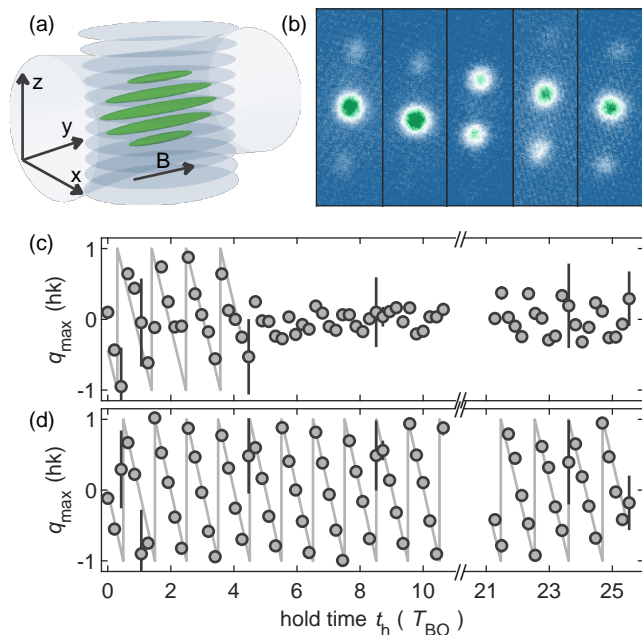 (a)
z
y
x
B
(b)
(c)
1
0
-1
q_max (ħk)
//
//
(d)
1
0
-1
q_max (ħk)
//
//
0 2 4 6 8 10 21 23 25
hold time t_h ( T_BO )